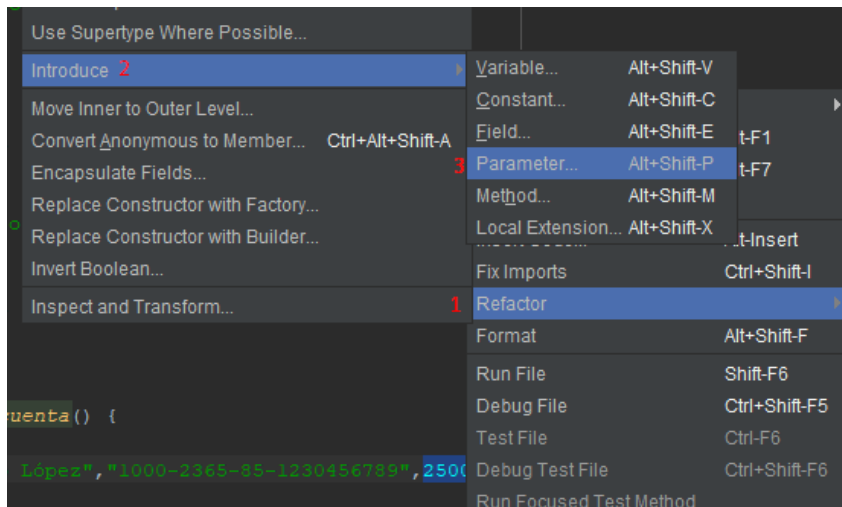 Use Supertype Where Possible...
Introduce 2
Move Inner to Outer Level...
Convert Anonymous to Member... Ctrl+Alt+Shift-A
Encapsulate Fields...
Replace Constructor with Factory...
Replace Constructor with Builder...
Invert Boolean...
Inspect and Transform...
Variable... Alt+Shift-V
Constant... Alt+Shift-C
Field... Alt+Shift-E
3 Parameter... Alt+Shift-P
Method... Alt+Shift-M
Local Extension... Alt+Shift-X
t-F1
t-F7
Alt-Insert
Fix Imports Ctrl+Shift-I
1 Refactor
Format Alt+Shift-F
Run File Shift-F6
Debug File Ctrl+Shift-F5
Test File Ctrl-F6
Debug Test File Ctrl+Shift-F6
Run Focused Test Method
uenta() {
López","1000-2365-85-1230456789",2500